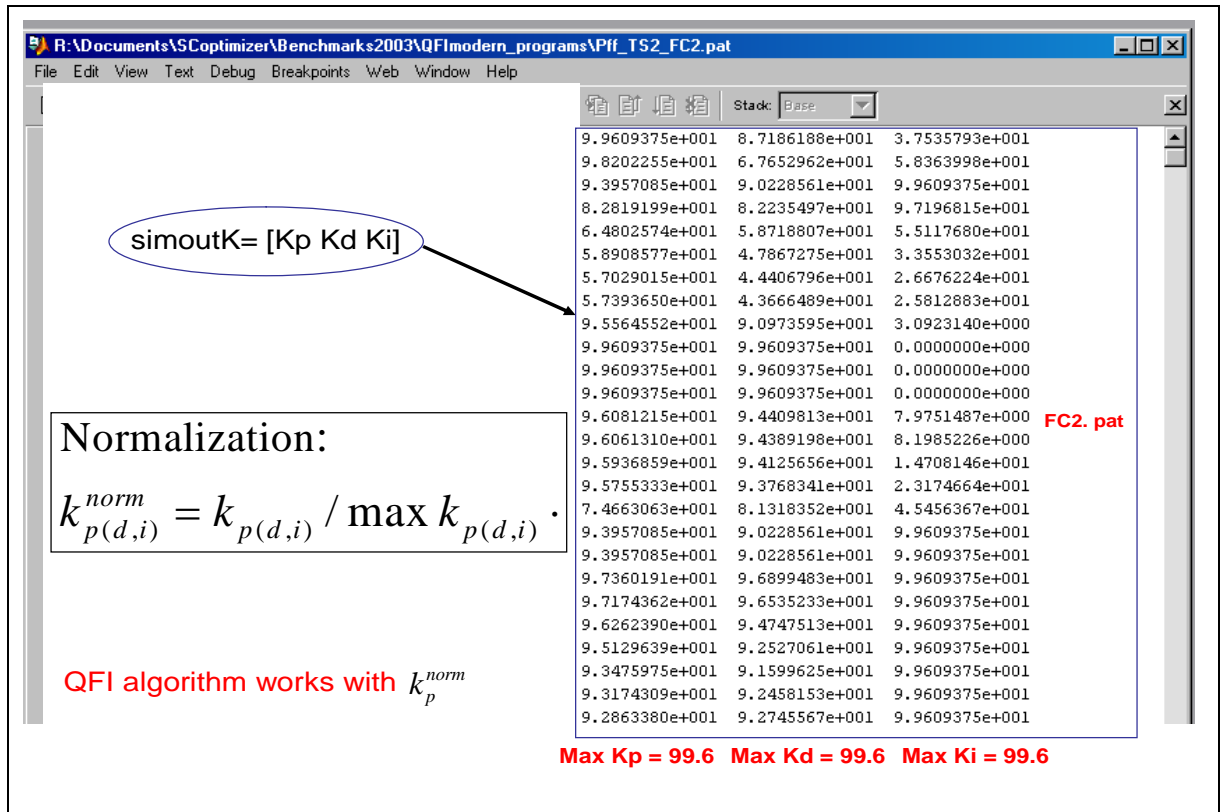 R:\Documents\SCoptimizer\Benchmarks2003\QFImodern_programs\Pff_TS2_FC2.pat
File Edit View Text Debug Breakpoints Web Window Help
Stack: Base
simoutK= [Kp Kd Ki]
Normalization:
k_{p(d,i)}^{norm} = k_{p(d,i)} / max k_{p(d,i)} ·
QFI algorithm works with k_p^{norm}
9.9609375e+001 8.7186188e+001 3.7535793e+001
9.8202255e+001 6.7652962e+001 5.8363998e+001
9.3957085e+001 9.0228561e+001 9.9609375e+001
8.2819199e+001 8.2235497e+001 9.7196815e+001
6.4802574e+001 5.8718807e+001 5.5117680e+001
5.8908577e+001 4.7867275e+001 3.3553032e+001
5.7029015e+001 4.4406796e+001 2.6676224e+001
5.7393650e+001 4.3666489e+001 2.5812883e+001
9.5564552e+001 9.0973595e+001 3.0923140e+000
9.9609375e+001 9.9609375e+001 0.0000000e+000
9.9609375e+001 9.9609375e+001 0.0000000e+000
9.9609375e+001 9.9609375e+001 0.0000000e+000
9.6081215e+001 9.4409813e+001 7.9751487e+000
9.6061310e+001 9.4389198e+001 8.1985226e+000
9.5936859e+001 9.4125656e+001 1.4708146e+001
9.5755333e+001 9.3768341e+001 2.3174664e+001
7.4663063e+001 8.1318352e+001 4.5456367e+001
9.3957085e+001 9.0228561e+001 9.9609375e+001
9.3957085e+001 9.0228561e+001 9.9609375e+001
9.7360191e+001 9.6899483e+001 9.9609375e+001
9.7174362e+001 9.6535233e+001 9.9609375e+001
9.6262390e+001 9.4747513e+001 9.9609375e+001
9.5129639e+001 9.2527061e+001 9.9609375e+001
9.3475975e+001 9.1599625e+001 9.9609375e+001
9.3174309e+001 9.2458153e+001 9.9609375e+001
9.2863380e+001 9.2745567e+001 9.9609375e+001
FC2. pat
Max Kp = 99.6 Max Kd = 99.6 Max Ki = 99.6